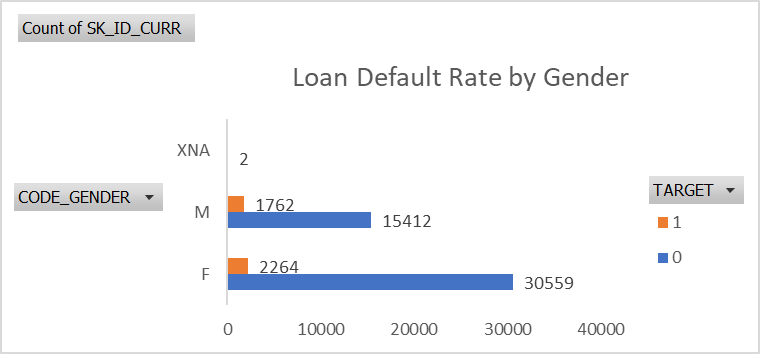 Count of SK_ID_CURR
Loan Default Rate by Gender
XNA
2
CODE_GENDER
M
1762
15412
F
2264
30559
TARGET
1
0
0 10000 20000 30000 40000